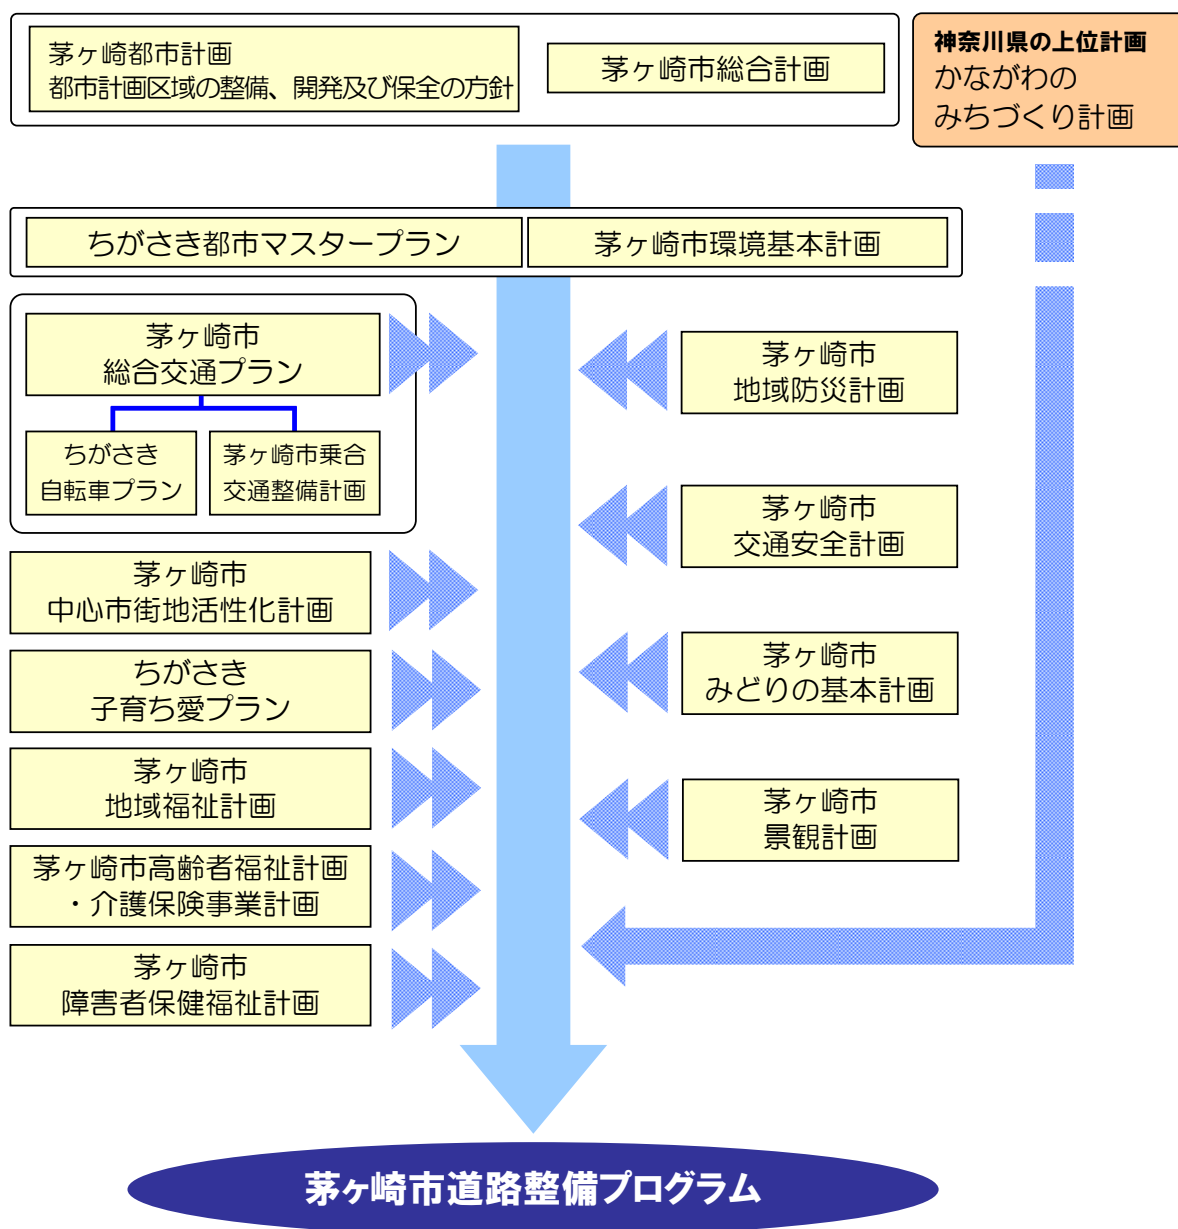 茅ヶ崎都市計画
都市計画区域の整備、開発及び保全の方針
茅ヶ崎市総合計画
神奈川県の上位計画
かながわの
みちづくり計画
ちがさき都市マスタープラン
茅ヶ崎市環境基本計画
茅ヶ崎市
総合交通プラン
ちがさき
自転車プラン
茅ヶ崎市乗合
交通整備計画
茅ヶ崎市
中心市街地活性化計画
ちがさき
子育ち愛プラン
茅ヶ崎市
地域福祉計画
茅ヶ崎市高齢者福祉計画
・介護保険事業計画
茅ヶ崎市
障害者保健福祉計画
茅ヶ崎市
地域防災計画
茅ヶ崎市
交通安全計画
茅ヶ崎市
みどりの基本計画
茅ヶ崎市
景観計画
茅ヶ崎市道路整備プログラム